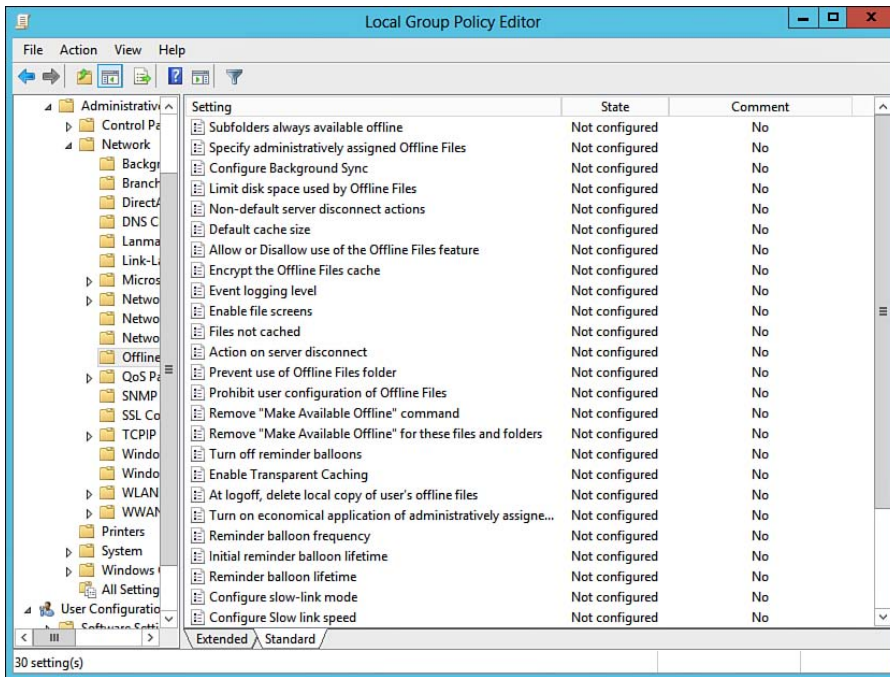 Local Group Policy Editor
File Action View Help
Administrativ
Control Pa
Network
Backgr
Branch
DirectA
DNS C
Lanma
Link-La
Micros
Netwo
Netwo
Netwo
Offline
QoS Pa
SNMP
SSL Co
TCPIP
Windo
Windo
WLAN
WWAN
Printers
System
Windows
All Setting
User Configuratio
Software Setti
Setting State Comment
Subfolders always available offline Not configured No
Specify administratively assigned Offline Files Not configured No
Configure Background Sync Not configured No
Limit disk space used by Offline Files Not configured No
Non-default server disconnect actions Not configured No
Default cache size Not configured No
Allow or Disallow use of the Offline Files feature Not configured No
Encrypt the Offline Files cache Not configured No
Event logging level Not configured No
Enable file screens Not configured No
Files not cached Not configured No
Action on server disconnect Not configured No
Prevent use of Offline Files folder Not configured No
Prohibit user configuration of Offline Files Not configured No
Remove "Make Available Offline" command Not configured No
Remove "Make Available Offline" for these files and folders Not configured No
Turn off reminder balloons Not configured No
Enable Transparent Caching Not configured No
At logoff, delete local copy of user's offline files Not configured No
Turn on economical application of administratively assigne... Not configured No
Reminder balloon frequency Not configured No
Initial reminder balloon lifetime Not configured No
Reminder balloon lifetime Not configured No
Configure slow-link mode Not configured No
Configure Slow link speed Not configured No
Extended Standard
30 setting(s)